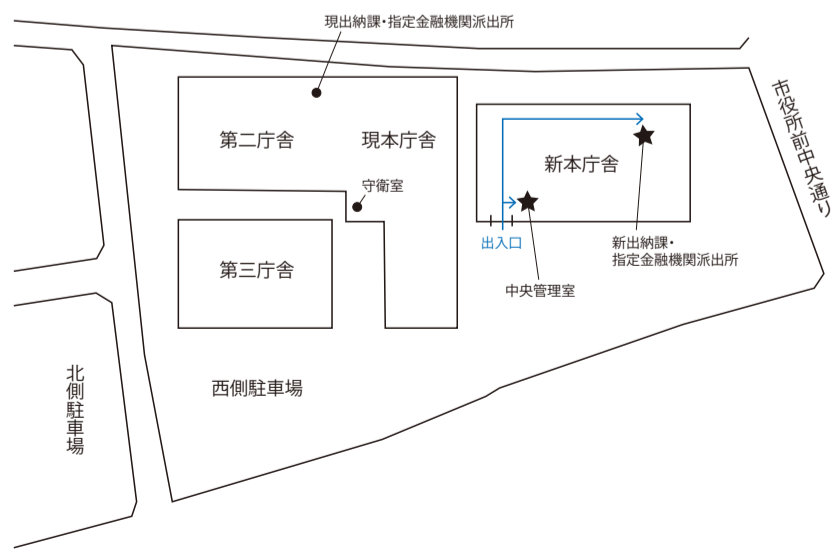 現出納課・指定金融機関派出所
市役所前中央通り
第二庁舎
現本庁舎
新本庁舎
守衛室
出入口
新出納課・
指定金融機関派出所
第三庁舎
中央管理室
西側駐車場
北側駐車場